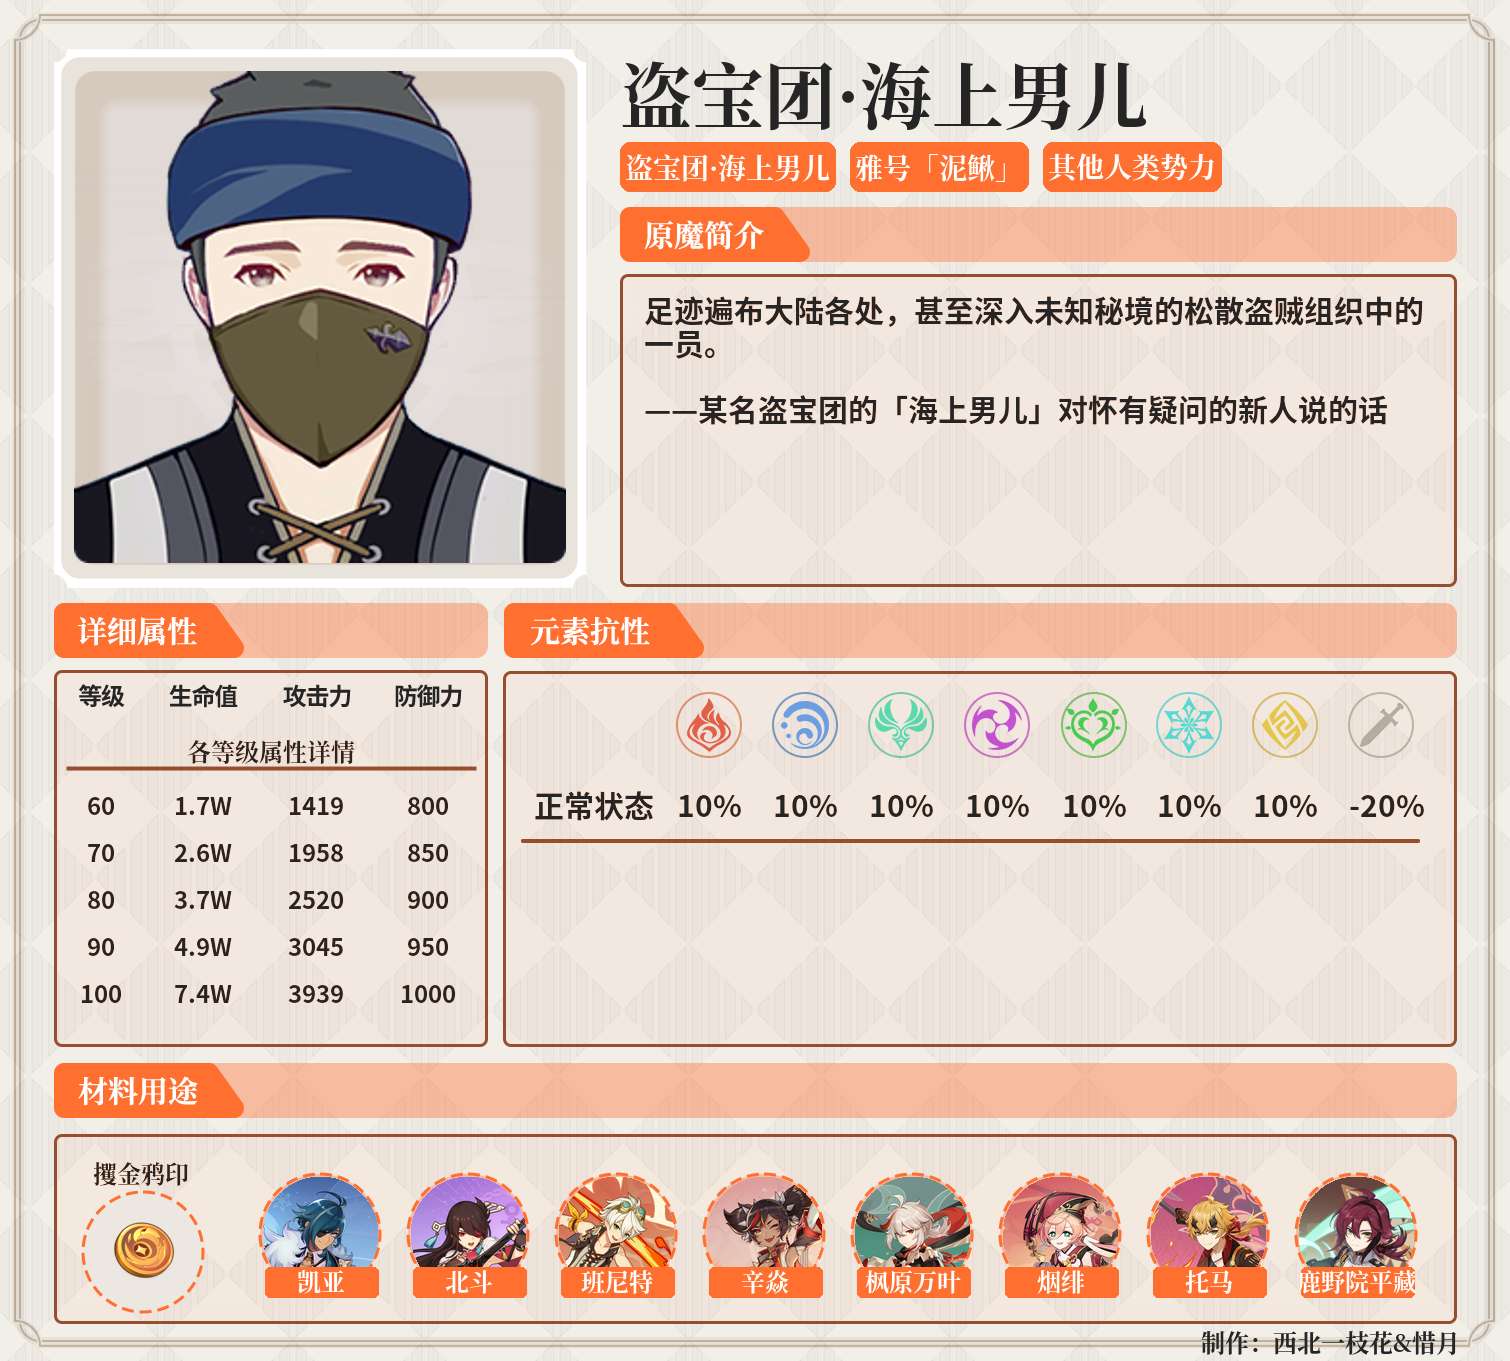 盗宝团·海上男儿
盗宝团·海上男儿 雅号「泥鳅」 其他人类势力
原魔简介
足迹遍布大陆各处，甚至深入未知秘境的松散盗贼组织中的
一员。
——某名盗宝团的「海上男儿」对怀有疑问的新人说的话
详细属性
等级 生命值 攻击力 防御力
各等级属性详情
60 1.7W 1419 800
70 2.6W 1958 850
80 3.7W 2520 900
90 4.9W 3045 950
100 7.4W 3939 1000
元素抗性
正常状态 10% 10% 10% 10% 10% 10% 10% -20%
材料用途
攫金鸦印
凯亚 北斗 班尼特 辛焱 枫原万叶 烟绯 托马 鹿野院平藏
制作：西北一枝花&惜月